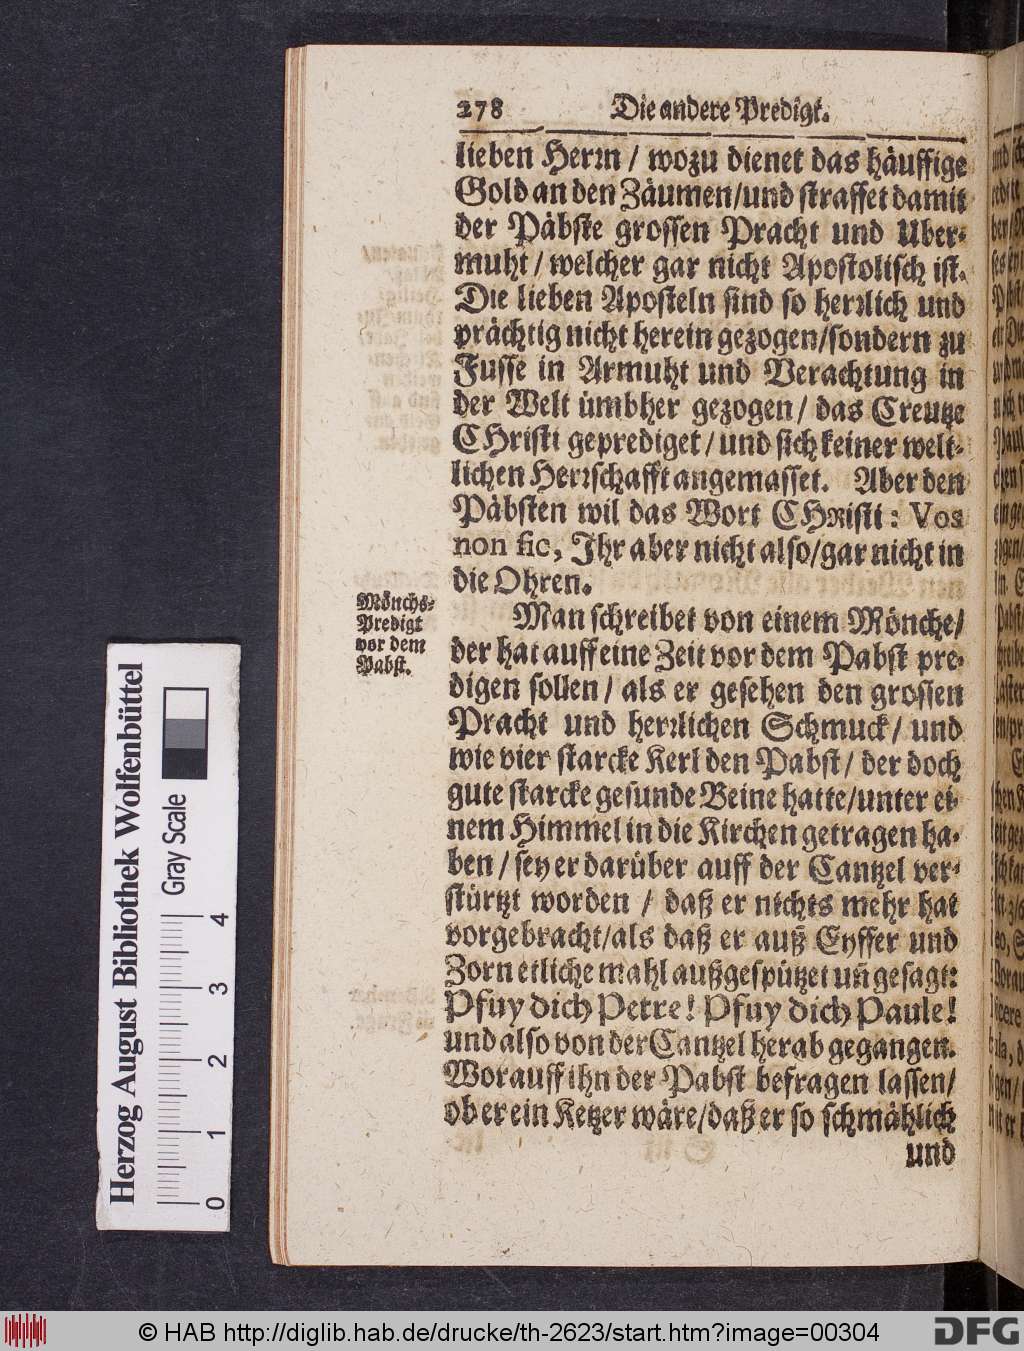 278 Die andere Predigt.
lieben Herrn / wozu dienet das häuffige
Gold an den Zäumen/und straffet damit
der Päbste grossen Pracht und Uber-
muht / welcher gar nicht Apostolisch ist.
Die lieben Aposteln sind so herrlich und
prächtig nicht herein gezogen/sondern zu
Fusse in Armuht und Verachtung in
der Welt ümbher gezogen / das Creutze
CHristi geprediget / und sich keiner welt-
lichen Herrschafft angemasset. Aber den
Päbsten wil das Wort CHRisti: Vos
non sic, Ihr aber nicht also/gar nicht in
die Ohren.
Mönchs-
Predigt
vor dem
Pabst.
Man schreibet von einem Mönche/
der hat auff eine Zeit vor dem Pabst pre-
digen sollen / als er gesehen den grossen
Pracht und herrlichen Schmuck / und
wie vier starcke Kerl den Pabst / der doch
gute starcke gesunde Beine hatte/unter ei-
nem Himmel in die Kirchen getragen ha-
ben / sey er darüber auff der Cantzel ver-
stürtzt worden / daß er nichts mehr hat
vorgebracht/als daß er auß Eyffer und
Zorn etliche mahl außgespützet uñ gesagt:
Pfuy dich Petre! Pfuy dich Paule!
und also von der Cantzel herab gegangen.
Worauff ihn der Pabst befragen lassen/
ob er ein Ketzer wäre/daß er so schmählich
und
Herzog August Bibliothek Wolfenbüttel
Gray Scale
0 1 2 3 4
© HAB http://diglib.hab.de/drucke/th-2623/start.htm?image=00304
DFG